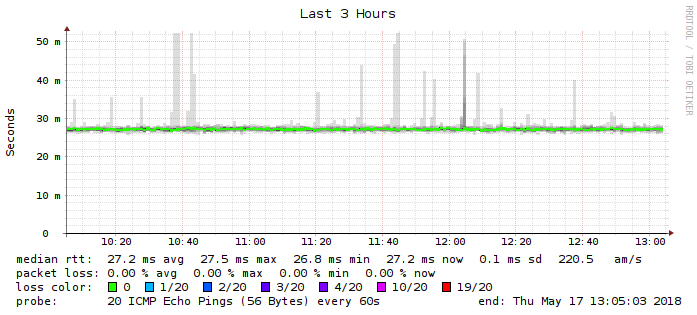 Last 3 Hours
RRDTOOL / TOBI OETIKER
Seconds
50 m
40 m
30 m
20 m
10 m
0
10:20 10:40 11:00 11:20 11:40 12:00 12:20 12:40 13:00
median rtt: 27.2 ms avg 27.5 ms max 26.8 ms min 27.2 ms now 0.1 ms sd 220.5 am/s
packet loss: 0.00 % avg 0.00 % max 0.00 % min 0.00 % now
loss color: 0 1/20 2/20 3/20 4/20 10/20 19/20
probe: 20 ICMP Echo Pings (56 Bytes) every 60s end: Thu May 17 13:05:03 2018